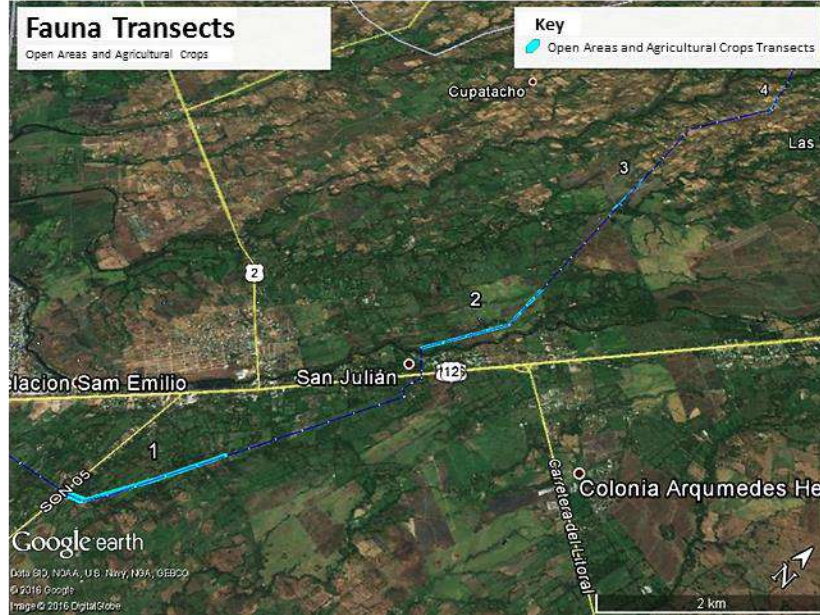 Fauna Transects
Open Areas and Agricultural Crops
Key
Open Areas and Agricultural Crops Transects
Cupatacho
4
Las
3
2
2
San Julián
112
elacion Sam Emilio
1
SON-05
Carretera del Litoral
Colonia Arqumedes He
Google earth
Data SIO, NOAA, U.S. Navy, NGA, GEBCO
© 2016 Google
Image © 2016 DigitalGlobe
N
2 km